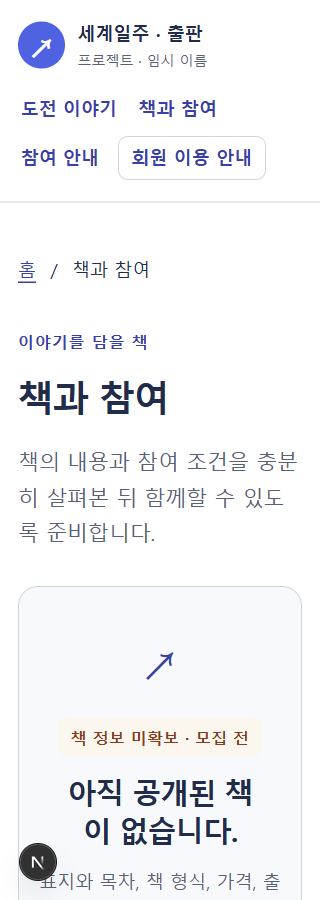 세계일주 · 출판
프로젝트 · 임시 이름
도전 이야기 책과 참여
참여 안내 회원 이용 안내
홈 / 책과 참여
이야기를 담을 책
책과 참여
책의 내용과 참여 조건을 충분
히 살펴본 뒤 함께할 수 있도
록 준비합니다.
책 정보 미확보 · 모집 전
아직 공개된 책
이 없습니다.
N
표지와 목차, 책 형식, 가격, 출